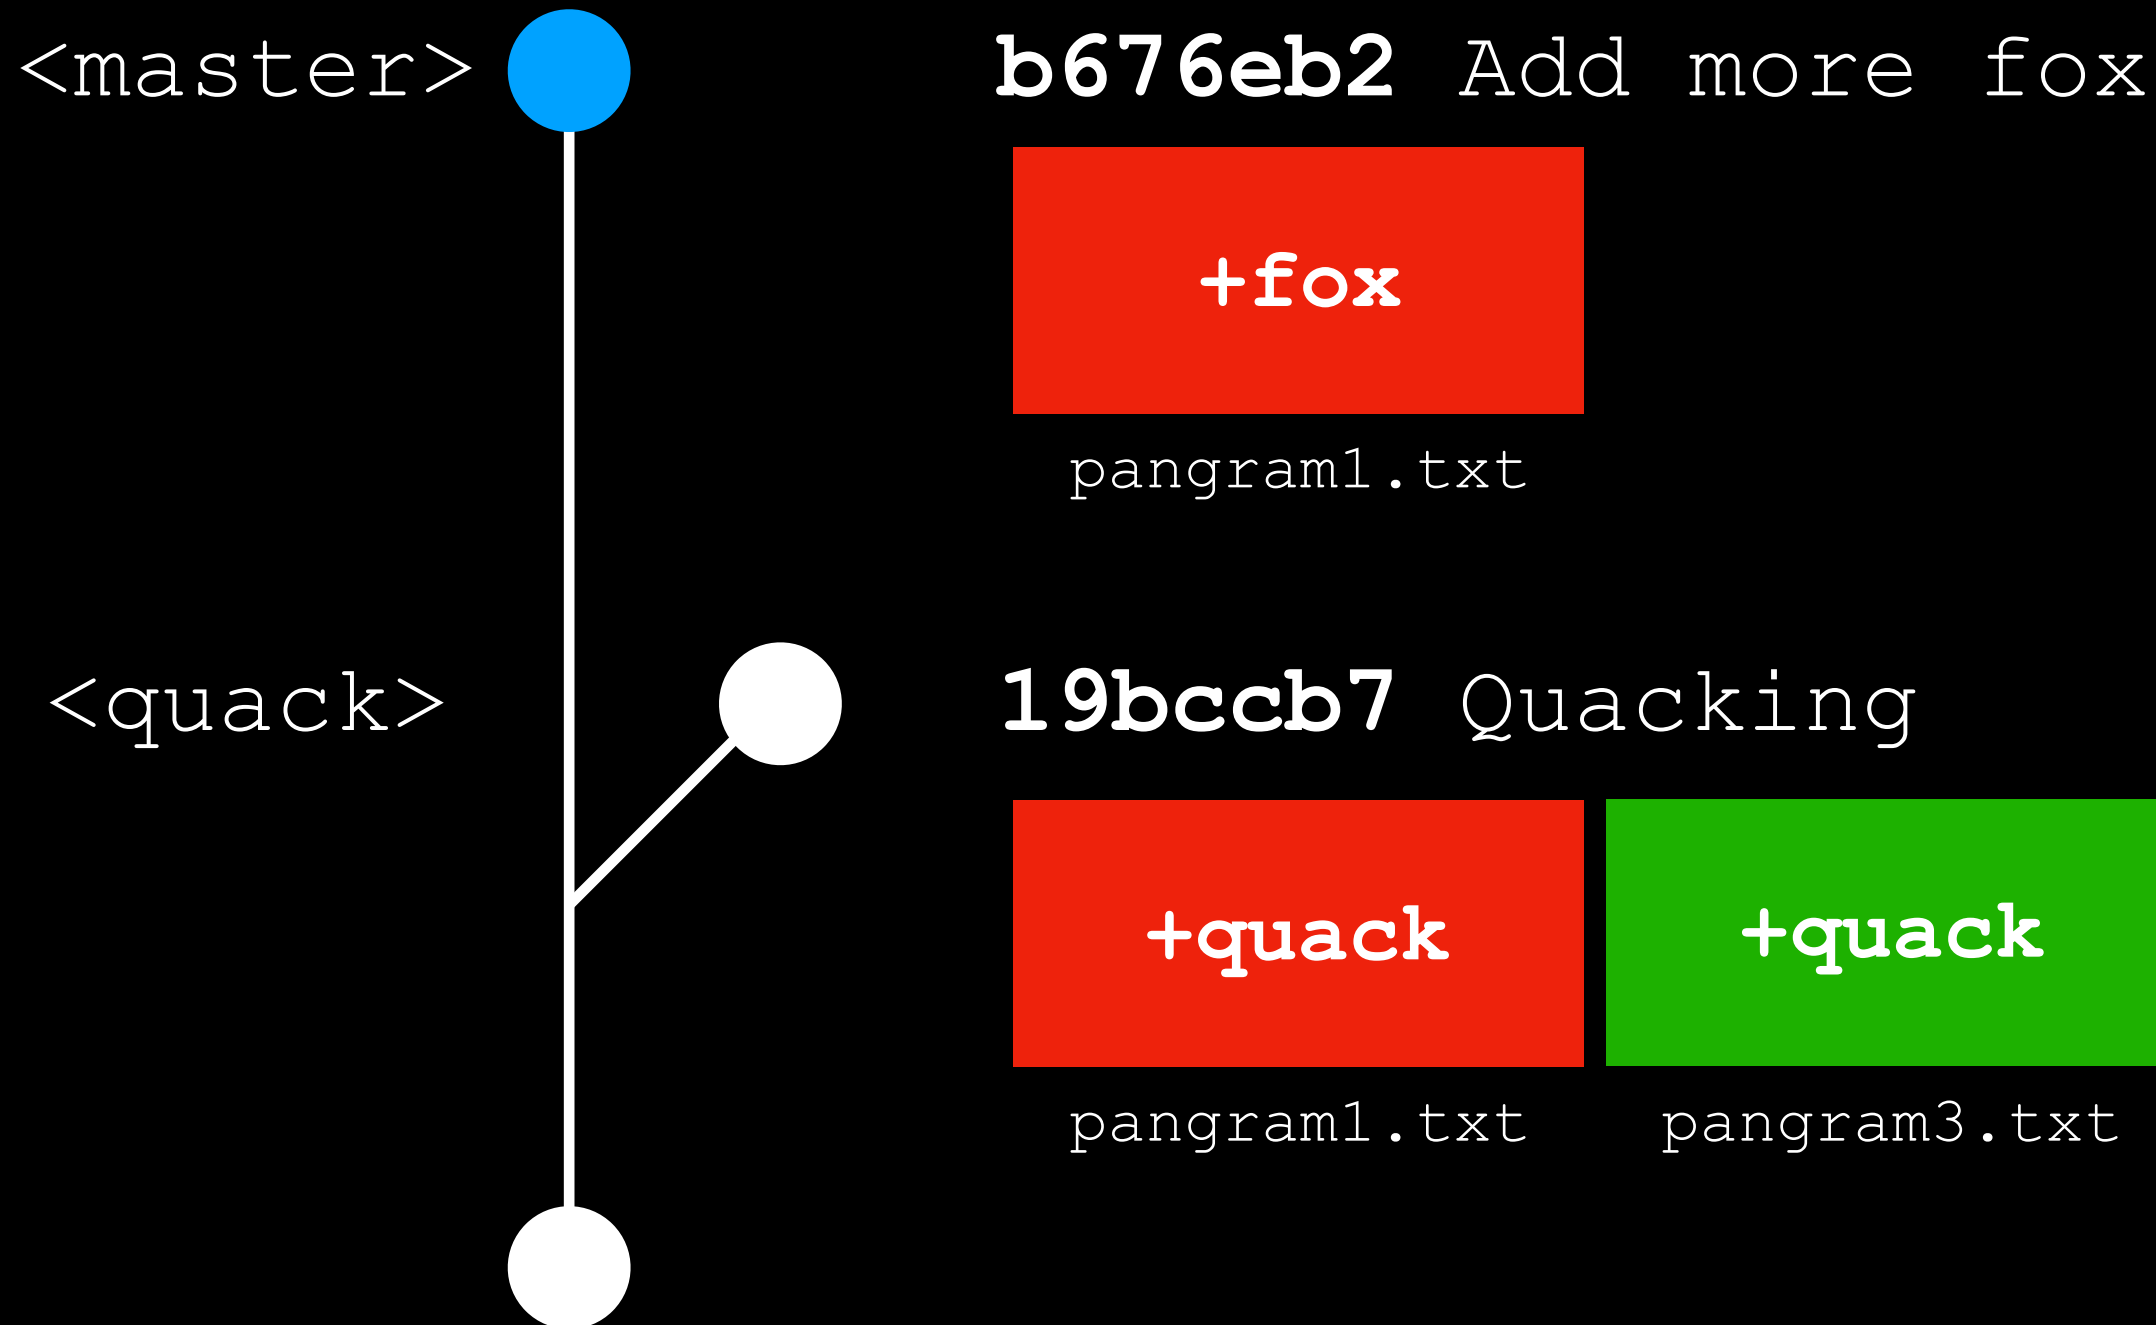 <master> b676eb2 Add more fox
+fox
pangram1.txt
<quack> 19bccb7 Quacking
+quack +quack
pangram1.txt pangram3.txt